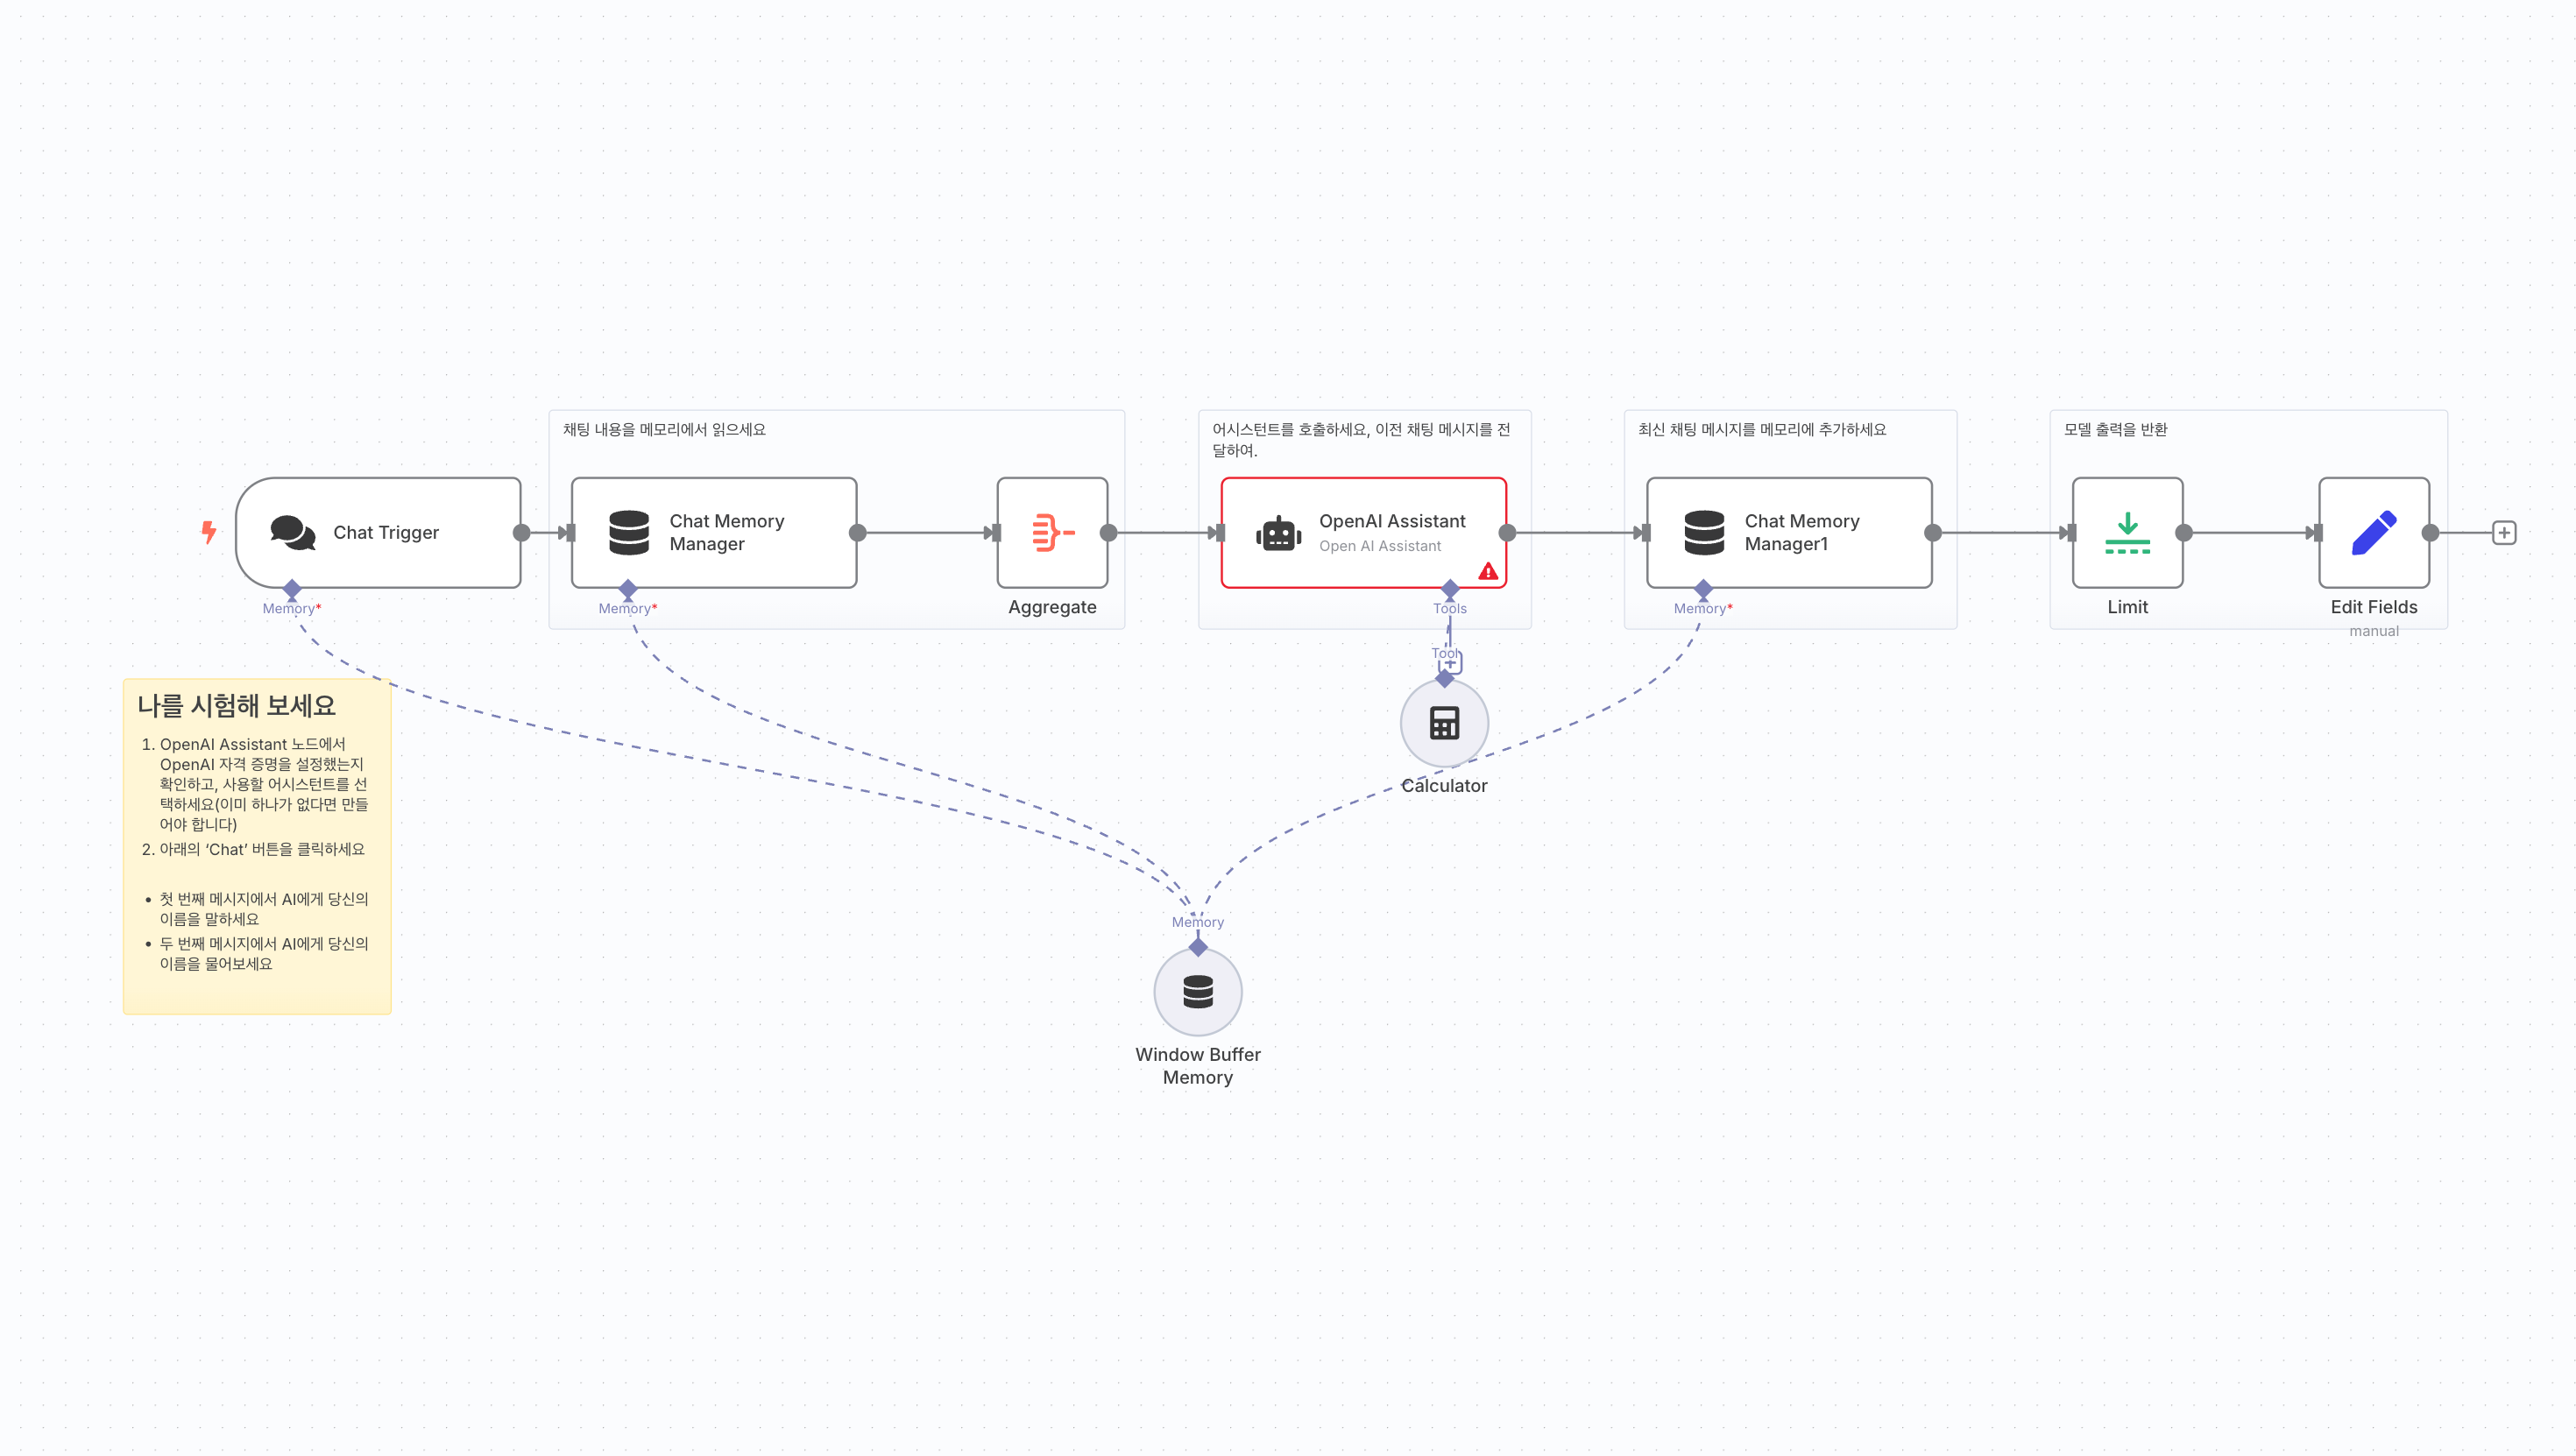 채팅 내용을 메모리에서 읽으세요
어시스턴트를 호출하세요, 이전 채팅 메시지를 전
달하여.
최신 채팅 메시지를 메모리에 추가하세요
모델 출력을 반환
Chat Trigger
Memory*
Chat Memory
Manager
Memory*
Aggregate
OpenAI Assistant
Open AI Assistant
Tools
Chat Memory
Manager1
Memory*
Limit
Edit Fields
manual
Tool
Calculator
나를 시험해 보세요
1. OpenAI Assistant 노드에서
OpenAI 자격 증명을 설정했는지
확인하고, 사용할 어시스턴트를 선
택하세요(이미 하나가 없다면 만들
어야 합니다)
2. 아래의 ‘Chat’ 버튼을 클릭하세요
• 첫 번째 메시지에서 AI에게 당신의
이름을 말하세요
• 두 번째 메시지에서 AI에게 당신의
이름을 물어보세요
Memory
Window Buffer
Memory